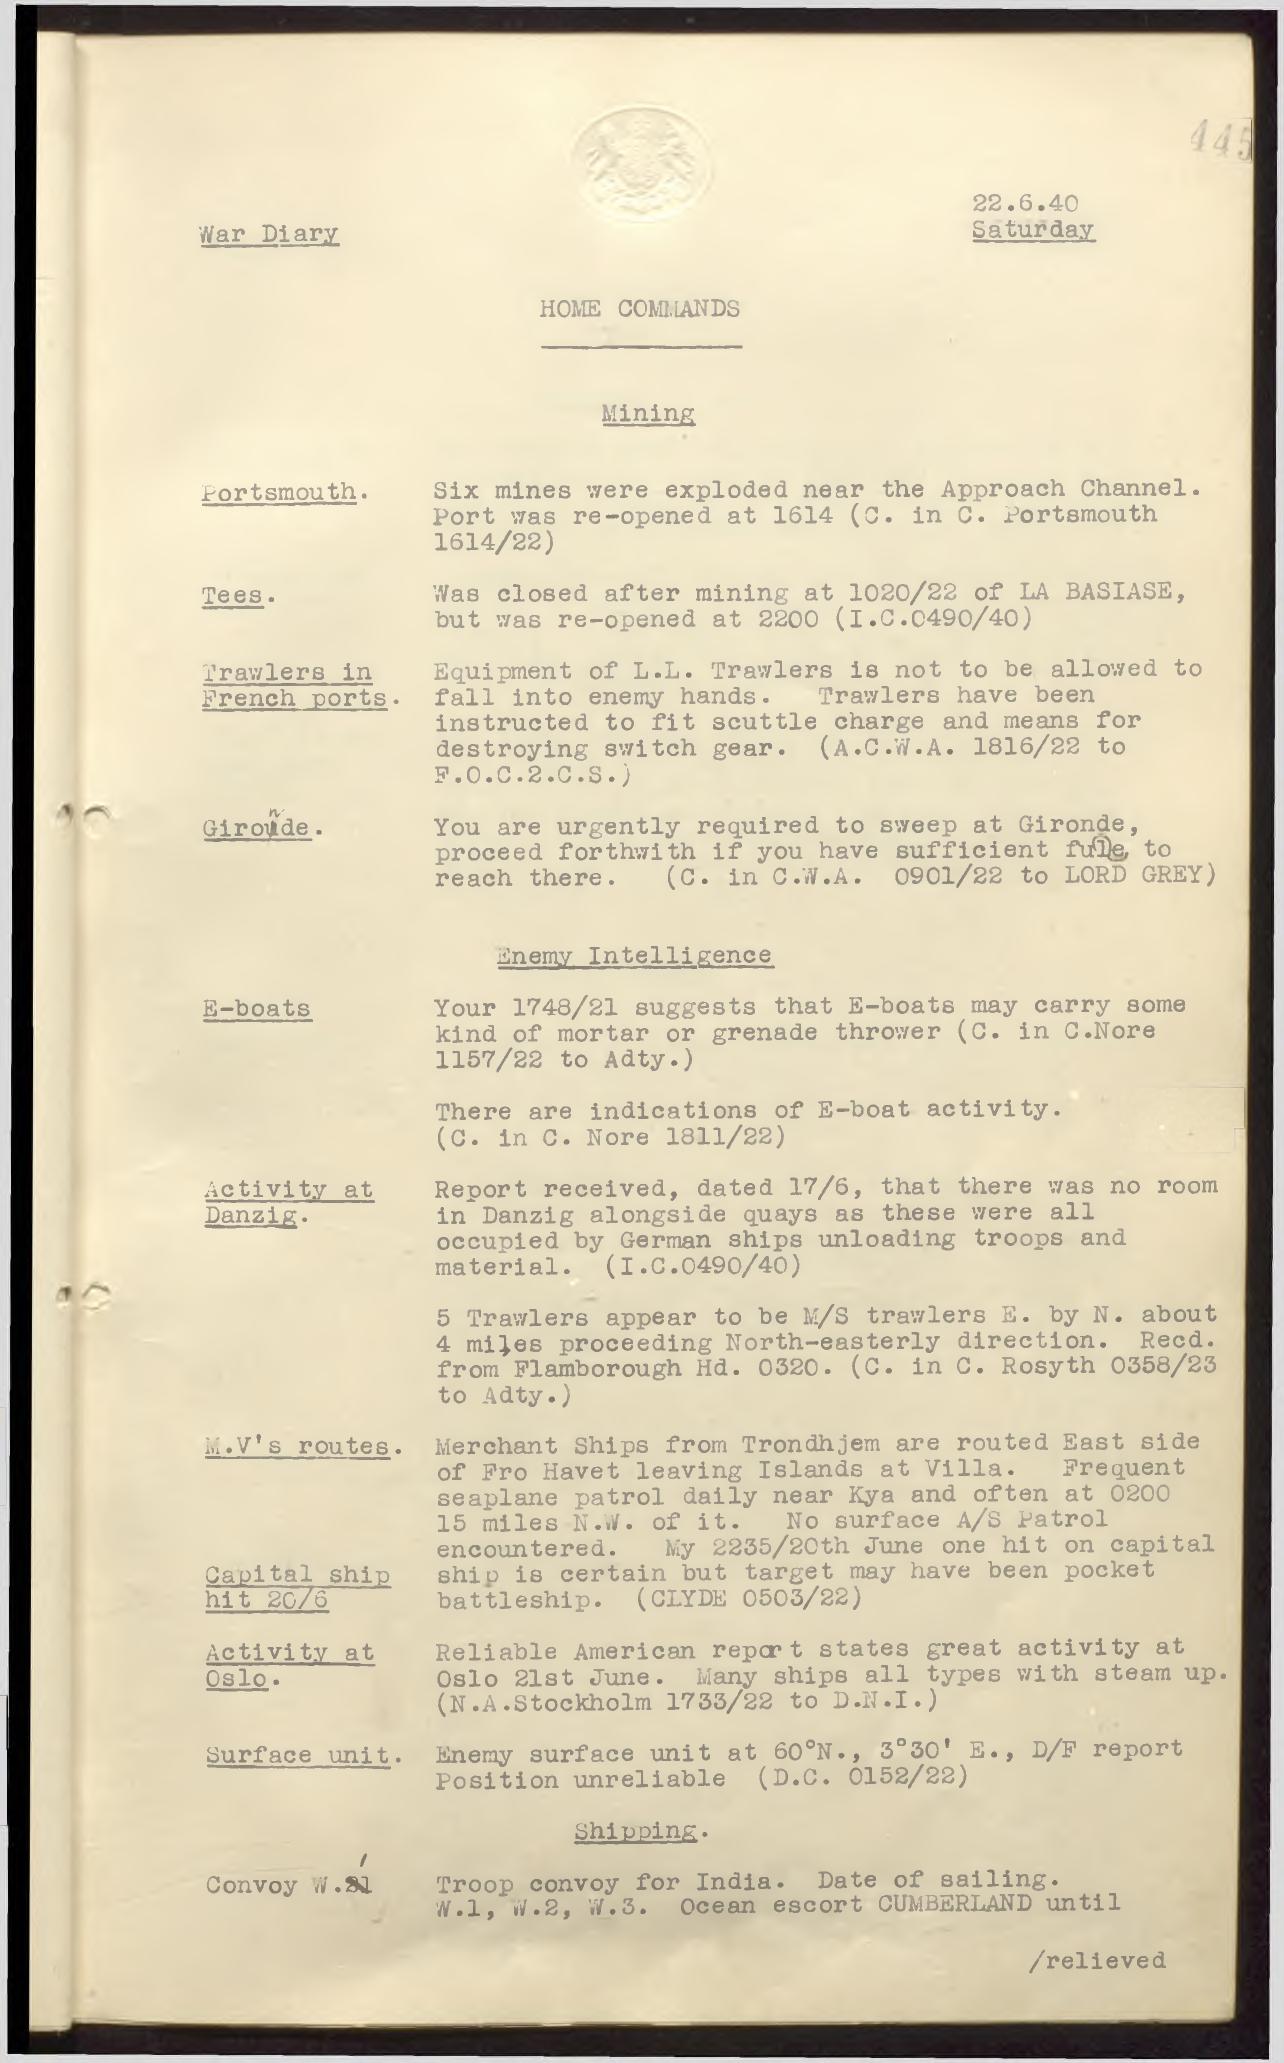 445
22.6.40
War Diary
Saturday
HOME COMMANDS
Mining
Portsmouth. Six mines were exploded near the Approach Channel.
Port was re-opened at 1614 (C. in C. Portsmouth
1614/22)
Tees. Was closed after mining at 1020/22 of LA BASIASE,
but was re-opened at 2200 (I.C.0490/40)
Trawlers in Equipment of L.L. Trawlers is not to be allowed to
French ports. fall into enemy hands. Trawlers have been
instructed to fit scuttle charge and means for
destroying switch gear. (A.C.W.A. 1816/22 to
F.O.C.2.C.S.)
Gironde. You are urgently required to sweep at Gironde,
proceed forthwith if you have sufficient fule, to
reach there. (C. in C.W.A. 0901/22 to LORD GREY)
Enemy Intelligence
E-boats Your 1748/21 suggests that E-boats may carry some
kind of mortar or grenade thrower (C. in C.Nore
1157/22 to Adty.)
There are indications of E-boat activity.
(C. in C. Nore 1811/22)
Activity at Report received, dated 17/6, that there was no room
Danzig. in Danzig alongside quays as these were all
occupied by German ships unloading troops and
material. (I.C.0490/40)
5 Trawlers appear to be M/S trawlers E. by N. about
4 miles proceeding North-easterly direction. Recd.
from Flamborough Hd. 0320. (C. in C. Rosyth 0358/23
to Adty.)
M.V's routes. Merchant Ships from Trondhjem are routed East side
of Fro Havet leaving Islands at Villa. Frequent
seaplane patrol daily near Kya and often at 0200
15 miles N.W. of it. No surface A/S Patrol
encountered. My 2235/20th June one hit on capital
Capital ship ship is certain but target may have been pocket
hit 20/6 battleship. (CLYDE 0503/22)
Activity at Reliable American report states great activity at
Oslo. Oslo 21st June. Many ships all types with steam up.
(N.A.Stockholm 1733/22 to D.N.I.)
Surface unit. Enemy surface unit at 60°N., 3°30' E., D/F report
Position unreliable (D.C. 0152/22)
Shipping.
Convoy W.1 Troop convoy for India. Date of sailing.
W.1, W.2, W.3. Ocean escort CUMBERLAND until
/relieved